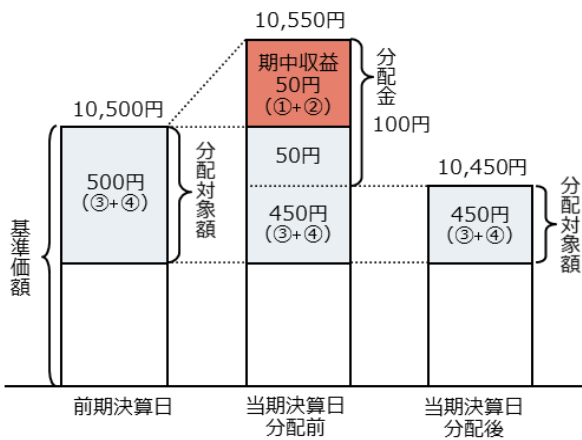 10,550円
期中収益
50円
(①+②)
分配金
100円
10,500円
50円
10,450円
500円
(③+④)
分配対象額
450円
(③+④)
450円
(③+④)
分配対象額
基準価額
前期決算日
当期決算日
分配前
当期決算日
分配後